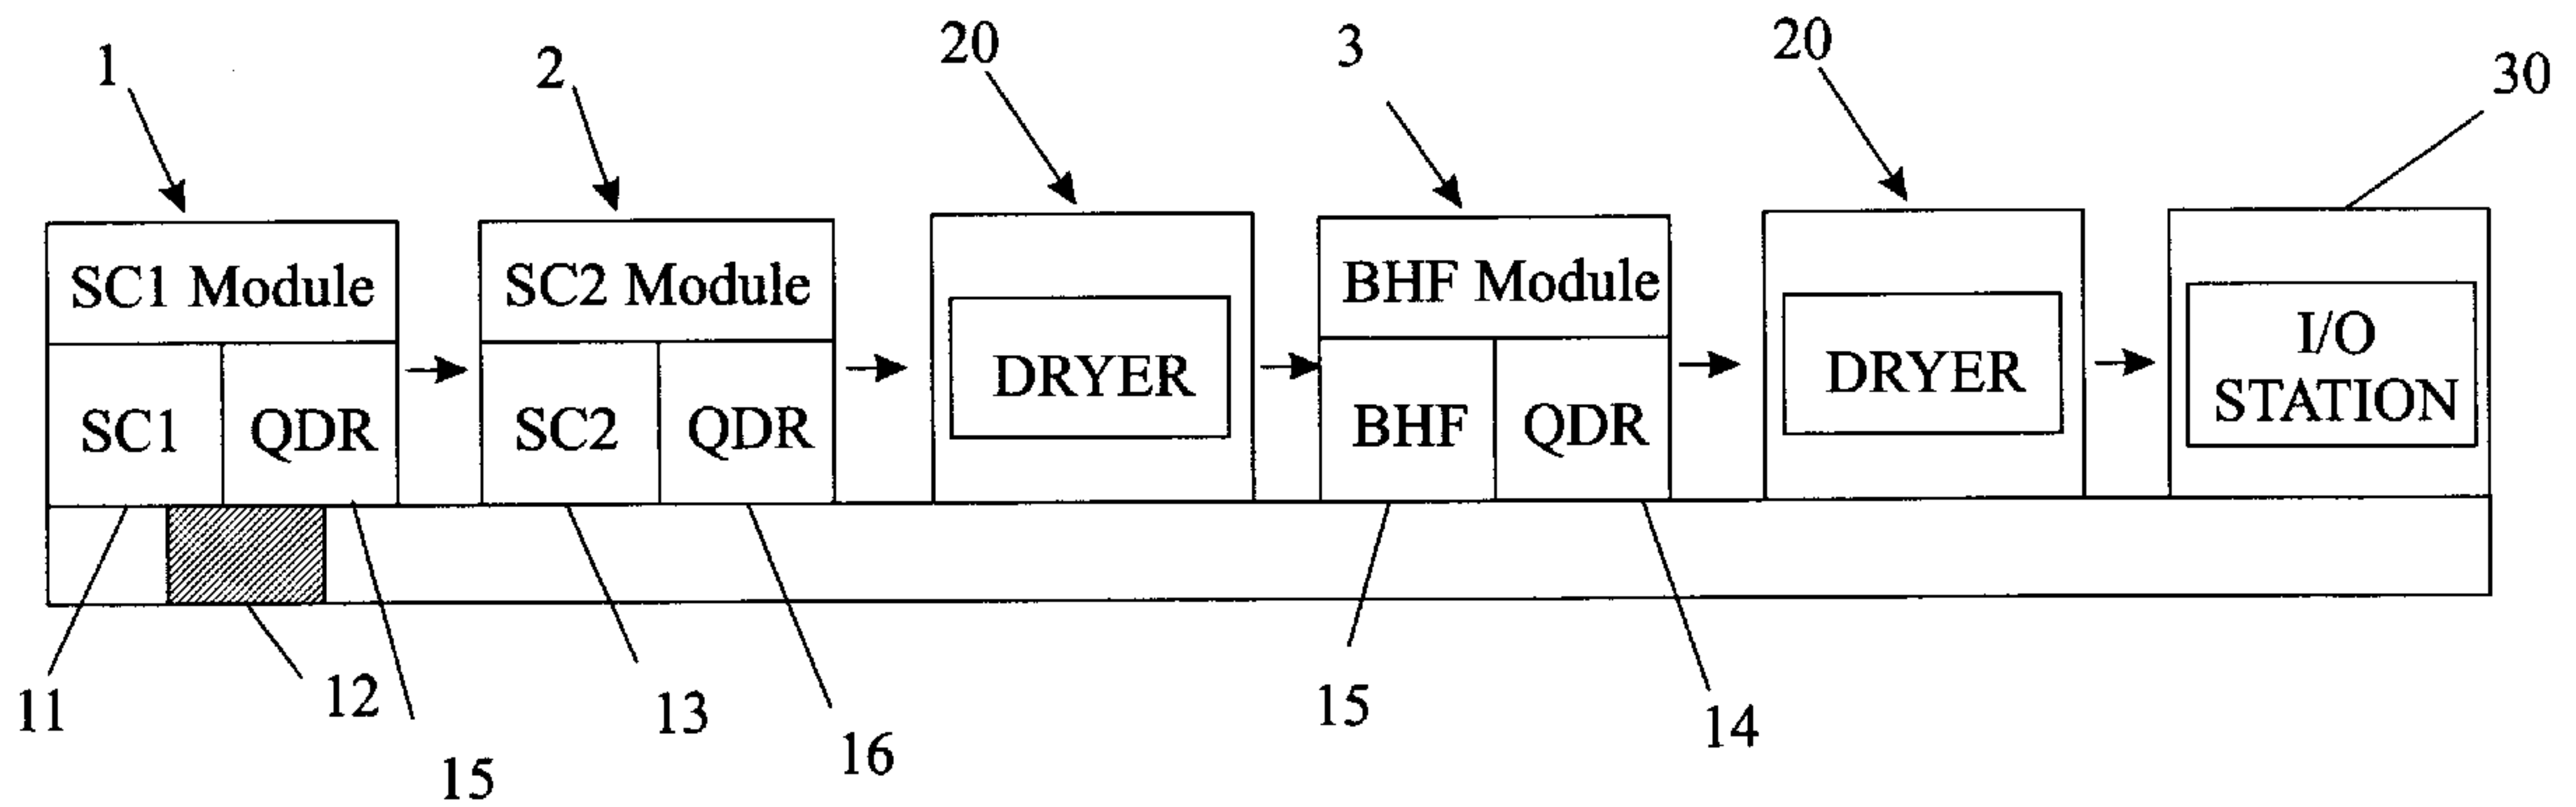 1
2
20
3
20
30
SC1 Module
SC2 Module
BHF Module
SC1
QDR
SC2
QDR
DRYER
BHF
QDR
DRYER
I/O
STATION
11
12
15
13
16
15
14